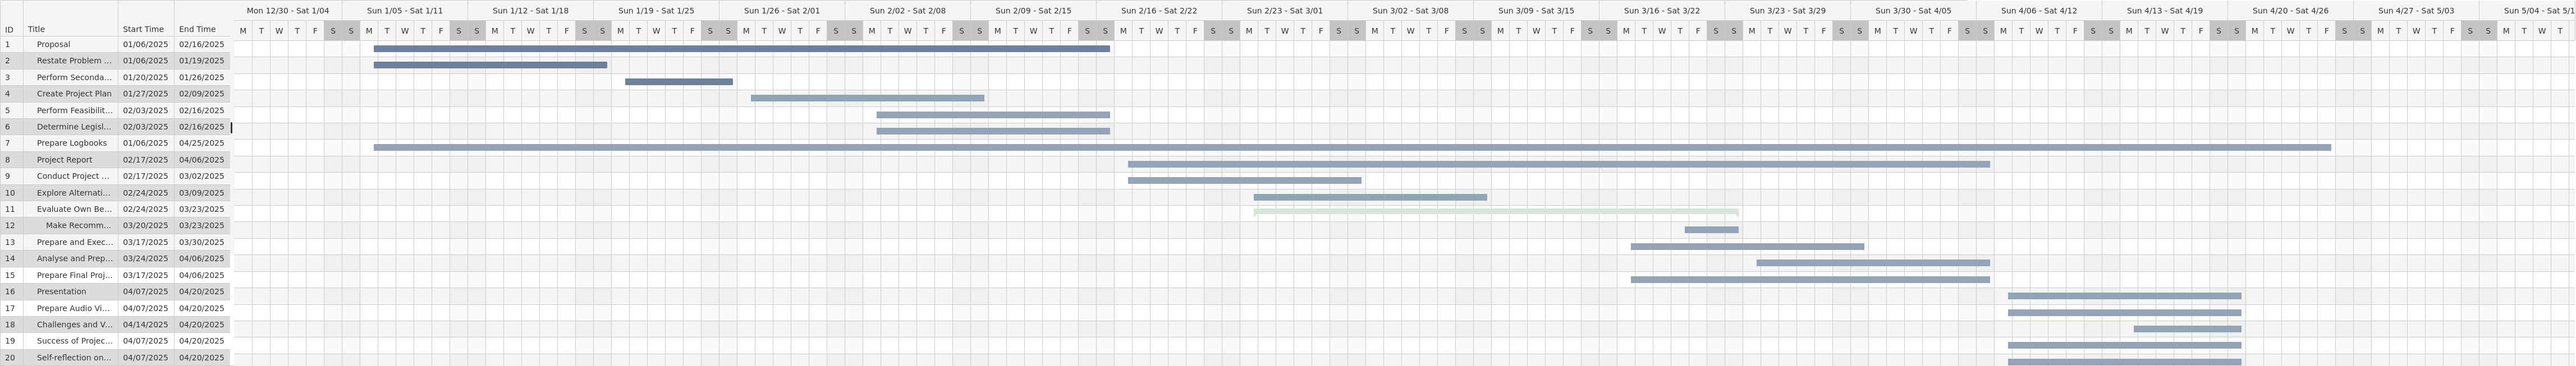 Mon 12/30 - Sat 1/04 Sun 1/05 - Sat 1/11 Sun 1/12 - Sat 1/18 Sun 1/19 - Sat 1/25 Sun 1/26 - Sat 2/01 Sun 2/02 - Sat 2/08 Sun 2/09 - Sat 2/15 Sun 2/16 - Sat 2/22 Sun 2/23 - Sat 3/01 Sun 3/02 - Sat 3/08 Sun 3/09 - Sat 3/15 Sun 3/16 - Sat 3/22 Sun 3/23 - Sat 3/29 Sun 3/30 - Sat 4/05 Sun 4/06 - Sat 4/12 Sun 4/13 - Sat 4/19 Sun 4/20 - Sat 4/26 Sun 4/27 - Sat 5/03 Sun 5/04 - Sat 5/1
ID Title Start Time End Time M T W T F S S M T W T F S S M T W T F S S M T W T F S S M T W T F S S M T W T F S S M T W T F S S M T W T F S S M T W T F S S M T W T F S S M T W T F S S M T W T F S S M T W T F S S M T W T F S S M T W T F S S M T W T F S S M T W T F S S M T W T F S S M T W T
1 Proposal 01/06/2025 02/16/2025
2 Restate Problem ... 01/06/2025 01/19/2025
3 Perform Seconda... 01/20/2025 01/26/2025
4 Create Project Plan 01/27/2025 02/09/2025
5 Perform Feasibilit... 02/03/2025 02/16/2025
6 Determine Legisl... 02/03/2025 02/16/2025
7 Prepare Logbooks 01/06/2025 04/25/2025
8 Project Report 02/17/2025 04/06/2025
9 Conduct Project ... 02/17/2025 03/02/2025
10 Explore Alternati... 02/24/2025 03/09/2025
11 Evaluate Own Be... 02/24/2025 03/23/2025
12 Make Recomm... 03/20/2025 03/23/2025
13 Prepare and Exec... 03/17/2025 03/30/2025
14 Analyse and Prep... 03/24/2025 04/06/2025
15 Prepare Final Proj... 03/17/2025 04/06/2025
16 Presentation 04/07/2025 04/20/2025
17 Prepare Audio Vi... 04/07/2025 04/20/2025
18 Challenges and V... 04/14/2025 04/20/2025
19 Success of Projec... 04/07/2025 04/20/2025
20 Self-reflection on... 04/07/2025 04/20/2025